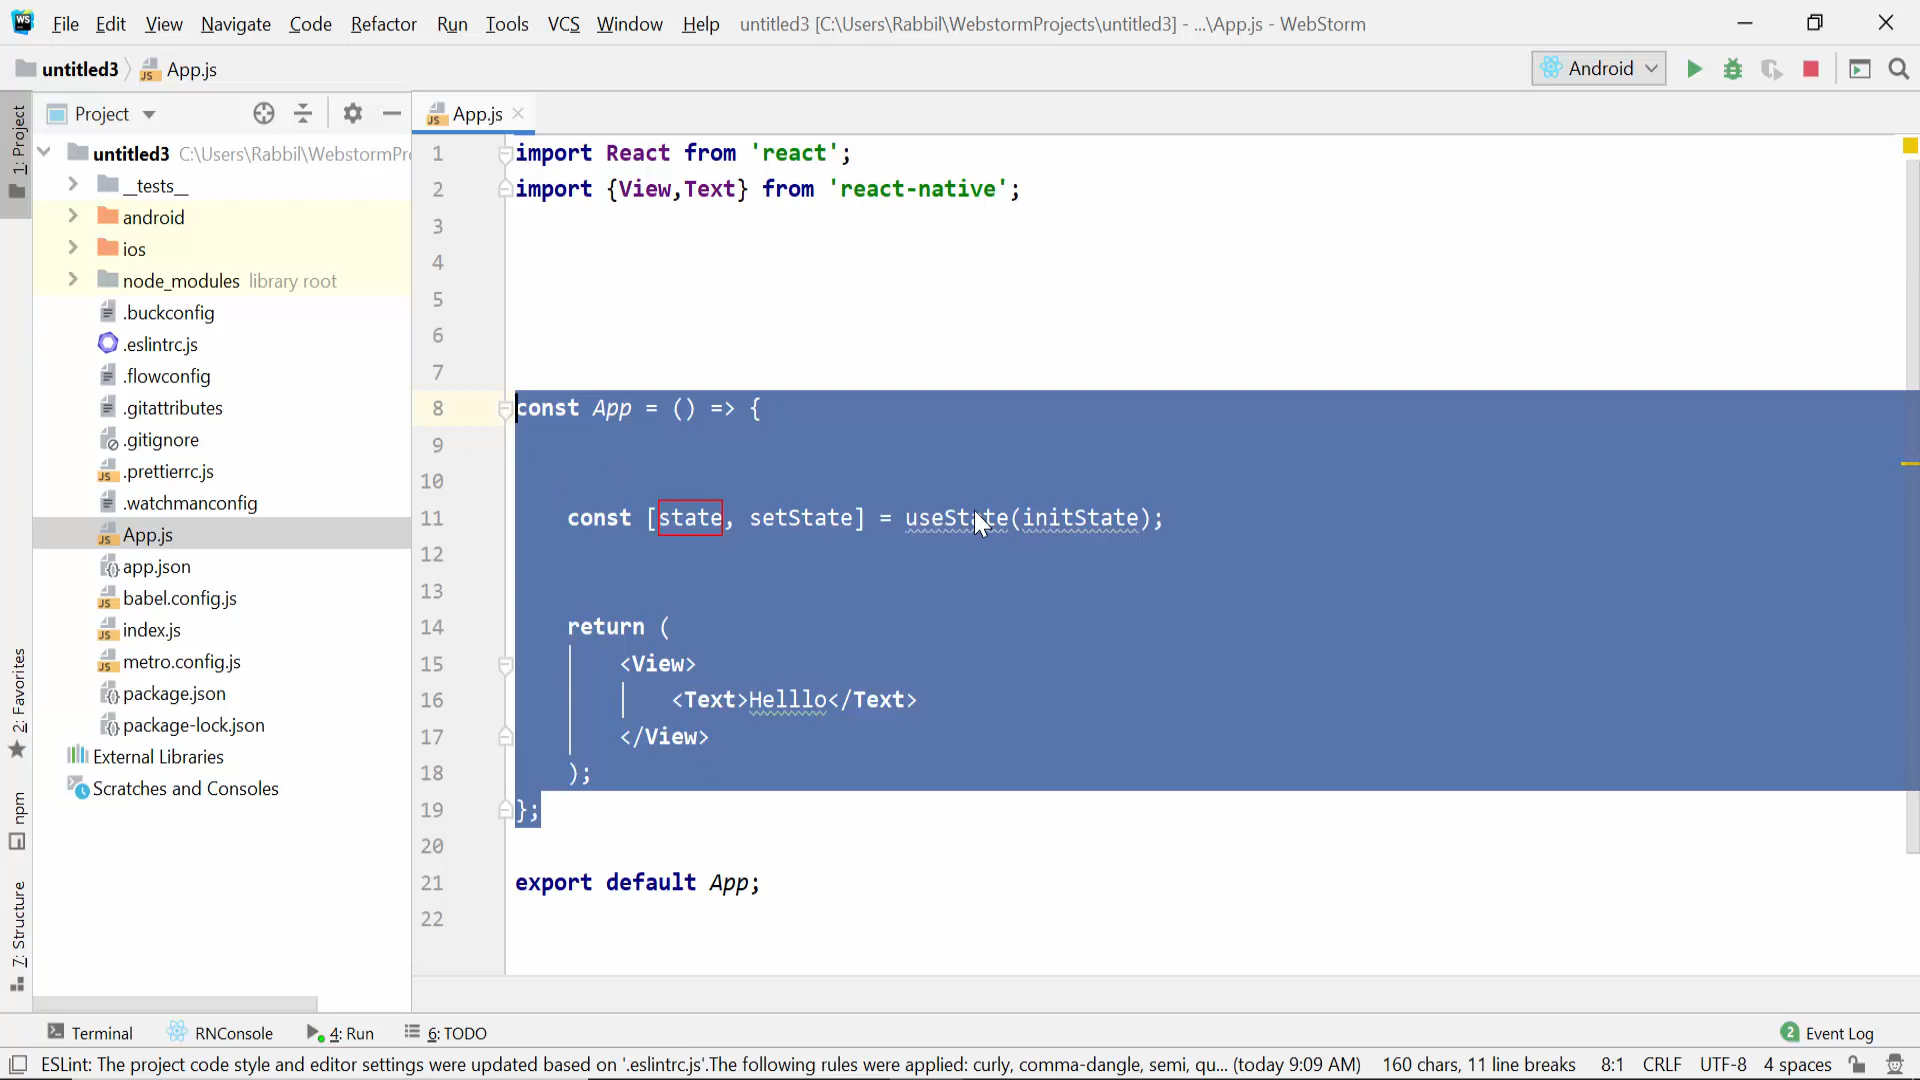 WS File Edit View Navigate Code Refactor Run Tools VCS Window Help untitled3 [C:\Users\Rabbil\WebstormProjects\untitled3] - ...\App.js - WebStorm
untitled3 App.js Android
Project App.js
1: Project
2: Favorites
npm
7: Structure
untitled3 C:\Users\Rabbil\WebstormPr
__tests__
android
ios
node_modules library root
.buckconfig
.eslintrc.js
.flowconfig
.gitattributes
.gitignore
.prettierrc.js
.watchmanconfig
App.js
app.json
babel.config.js
index.js
metro.config.js
package.json
package-lock.json
External Libraries
Scratches and Consoles
1 import React from 'react';
2 import {View,Text} from 'react-native';
3
4
5
6
7
8 const App = () => {
9
10
11 const [state, setState] = useState(initState);
12
13
14 return (
15 <View>
16 <Text>Helllo</Text>
17 </View>
18 );
19 };
20
21 export default App;
22
Terminal RNConsole 4: Run 6: TODO 2 Event Log
ESLint: The project code style and editor settings were updated based on '.eslintrc.js'.The following rules were applied: curly, comma-dangle, semi, qu... (today 9:09 AM) 160 chars, 11 line breaks 8:1 CRLF UTF-8 4 spaces